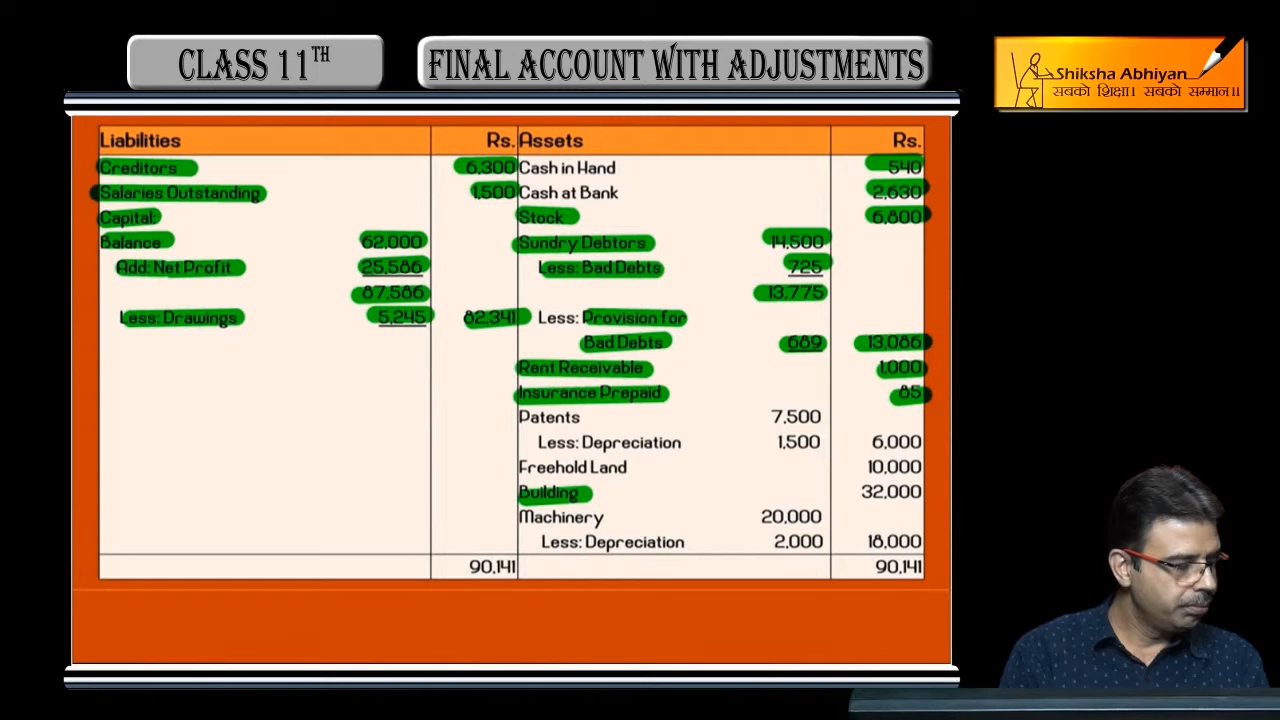 CLASS 11TH
FINAL ACCOUNT WITH ADJUSTMENTS
Shiksha Abhiyan
सबको शिक्षा। सबको सम्मान।।
Liabilities Rs. Assets Rs.
Creditors 6,300 Cash in Hand 540
Salaries Outstanding 1,500 Cash at Bank 2,630
Capital: Stock 6,800
Balance 62,000 Sundry Debtors 14,500
Add: Net Profit 25,586 Less: Bad Debts 725
87,586 13,775
Less: Drawings 5,245 82,341 Less: Provision for
Bad Debts 689 13,086
Rent Receivable 1,000
Insurance Prepaid 85
Patents 7,500
Less: Depreciation 1,500 6,000
Freehold Land 10,000
Building 32,000
Machinery 20,000
Less: Depreciation 2,000 18,000
90,141 90,141